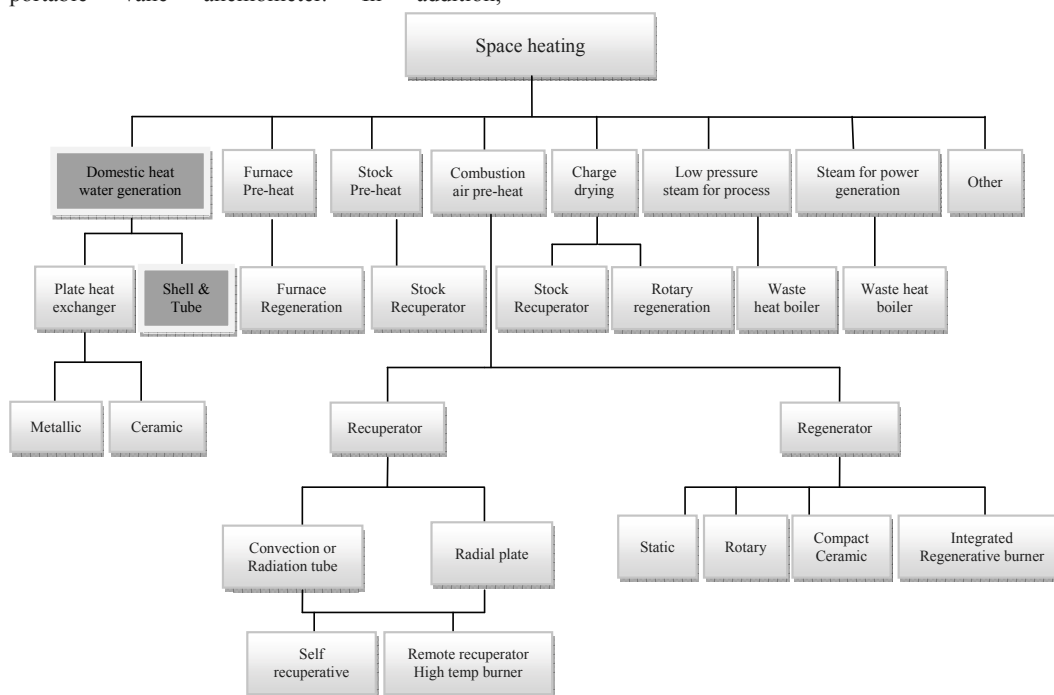 portable vane anemometer. In addition,
Space heating
Domestic heat
water generation
Furnace
Pre-heat
Stock
Pre-heat
Combustion
air pre-heat
Charge
drying
Low pressure
steam for process
Steam for power
generation
Other
Plate heat
exchanger
Shell &
Tube
Furnace
Regeneration
Stock
Recuperator
Stock
Recuperator
Rotary
regeneration
Waste
heat boiler
Waste heat
boiler
Metallic
Ceramic
Recuperator
Regenerator
Convection or
Radiation tube
Radial plate
Static
Rotary
Compact
Ceramic
Integrated
Regenerative burner
Self
recuperative
Remote recuperator
High temp burner